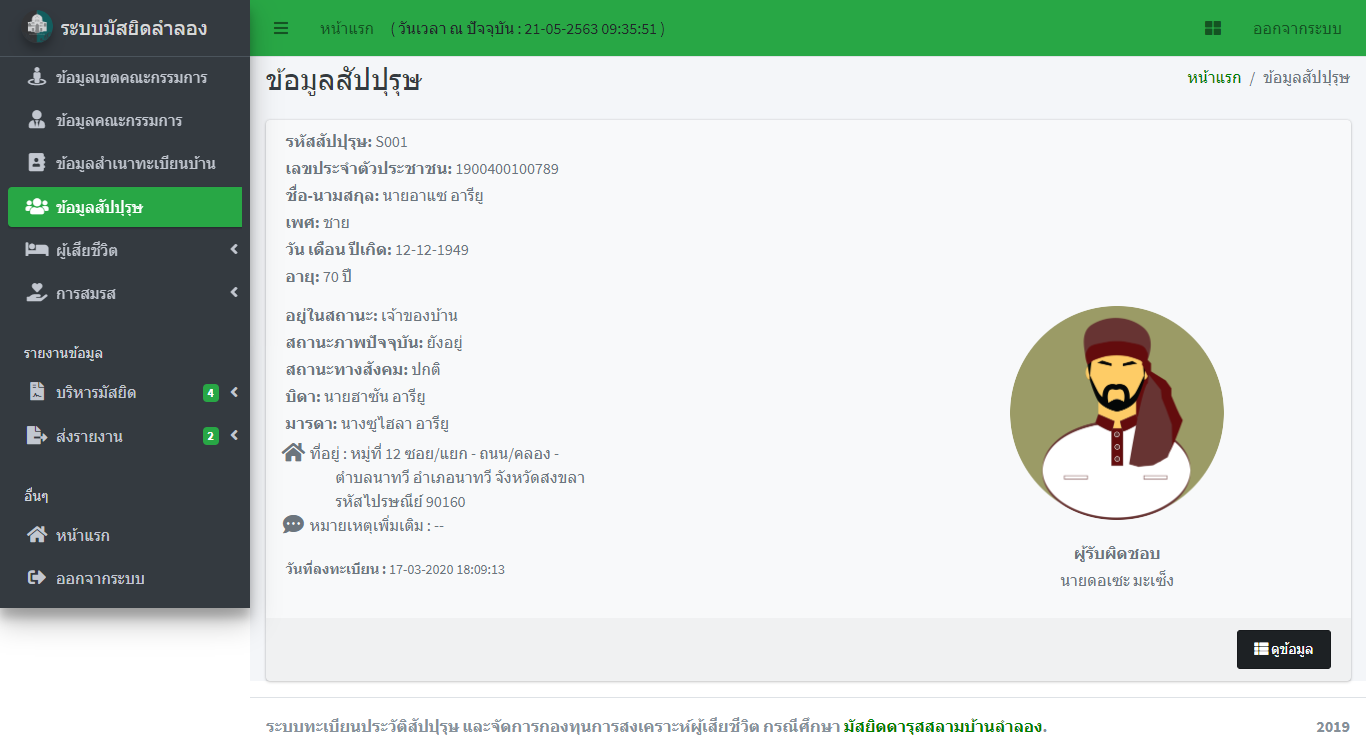 ระบบมัสยิดลำลอง
หน้าแรก ( วันเวลา ณ ปัจจุบัน : 21-05-2563 09:35:51 )
ออกจากระบบ
ข้อมูลเขตคณะกรรมการ
ข้อมูลคณะกรรมการ
ข้อมูลสำเนาทะเบียนบ้าน
ข้อมูลสัปปุรุษ
ผู้เสียชีวิต
การสมรส
รายงานข้อมูล
บริหารมัสยิด 4
ส่งรายงาน 2
อื่นๆ
หน้าแรก
ออกจากระบบ
ข้อมูลสัปปุรุษ
หน้าแรก / ข้อมูลสัปปุรุษ
รหัสสัปปุรุษ: S001
เลขประจำตัวประชาชน: 1900400100789
ชื่อ-นามสกุล: นายอาแซ อารียู
เพศ: ชาย
วัน เดือน ปีเกิด: 12-12-1949
อายุ: 70 ปี
อยู่ในสถานะ: เจ้าของบ้าน
สถานะภาพปัจจุบัน: ยังอยู่
สถานะทางสังคม: ปกติ
บิดา: นายฮาซัน อารียู
มารดา: นางซูไฮลา อารียู
ที่อยู่ : หมู่ที่ 12 ซอย/แยก - ถนน/คลอง -
ตำบลนาทวี อำเภอนาทวี จังหวัดสงขลา
รหัสไปรษณีย์ 90160
หมายเหตุเพิ่มเติม : --
วันที่ลงทะเบียน : 17-03-2020 18:09:13
ผู้รับผิดชอบ
นายดอเซะ มะเซ็ง
ดูข้อมูล
ระบบทะเบียนประวัติสัปปุรุษ และจัดการกองทุนการสงเคราะห์ผู้เสียชีวิต กรณีศึกษา มัสยิดดารุสสลามบ้านลำลอง.
2019